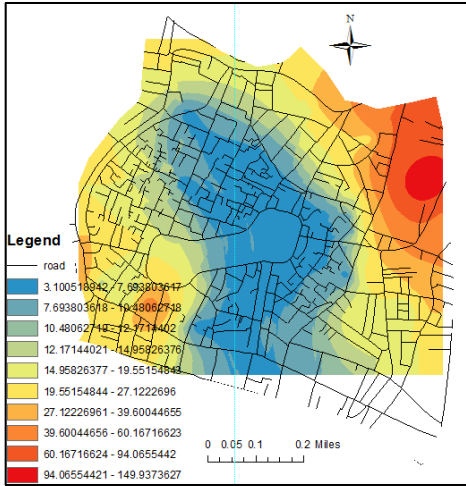 N
Legend
road
3.100518942 - 7.693803617
7.693803618 - 10.48062718
10.48062719 - 12.1714402
12.17144021 - 14.95826376
14.95826377 - 19.55154843
19.55154844 - 27.1222696
27.12226961 - 39.60044655
39.60044656 - 60.16716623
60.16716624 - 94.0655442
94.06554421 - 149.9373627
0 0.05 0.1 0.2 Miles